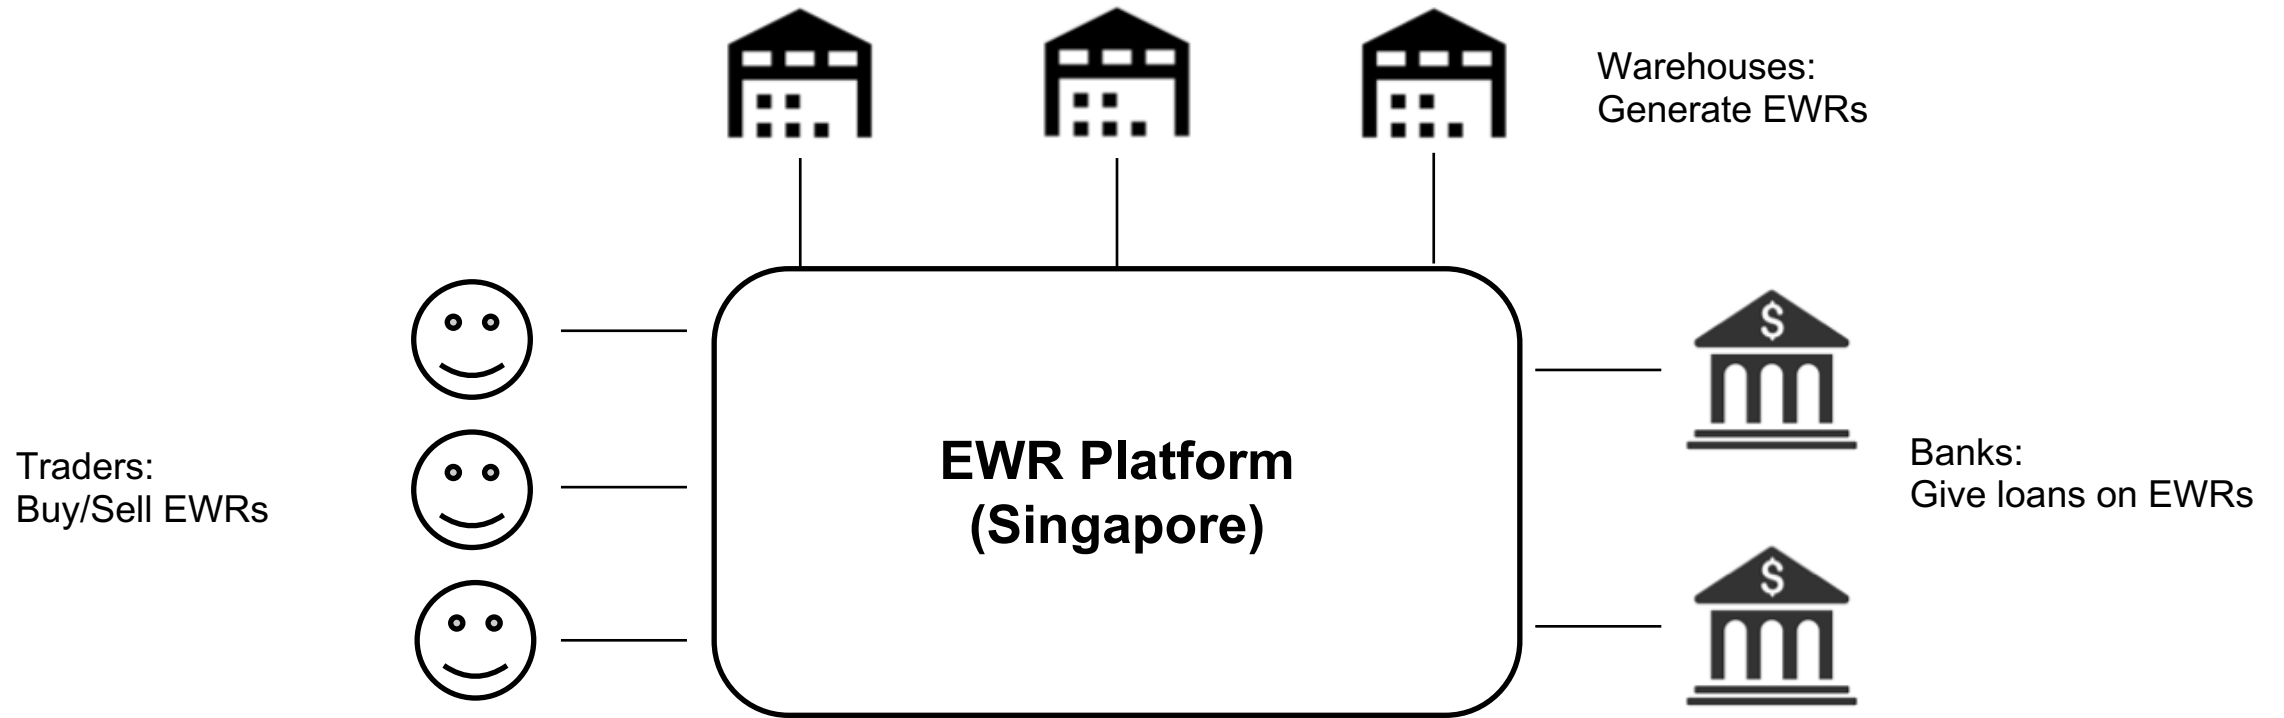 Warehouses:
Generate EWRs
$
EWR Platform
(Singapore)
Traders:
Buy/Sell EWRs
Banks:
Give loans on EWRs
$